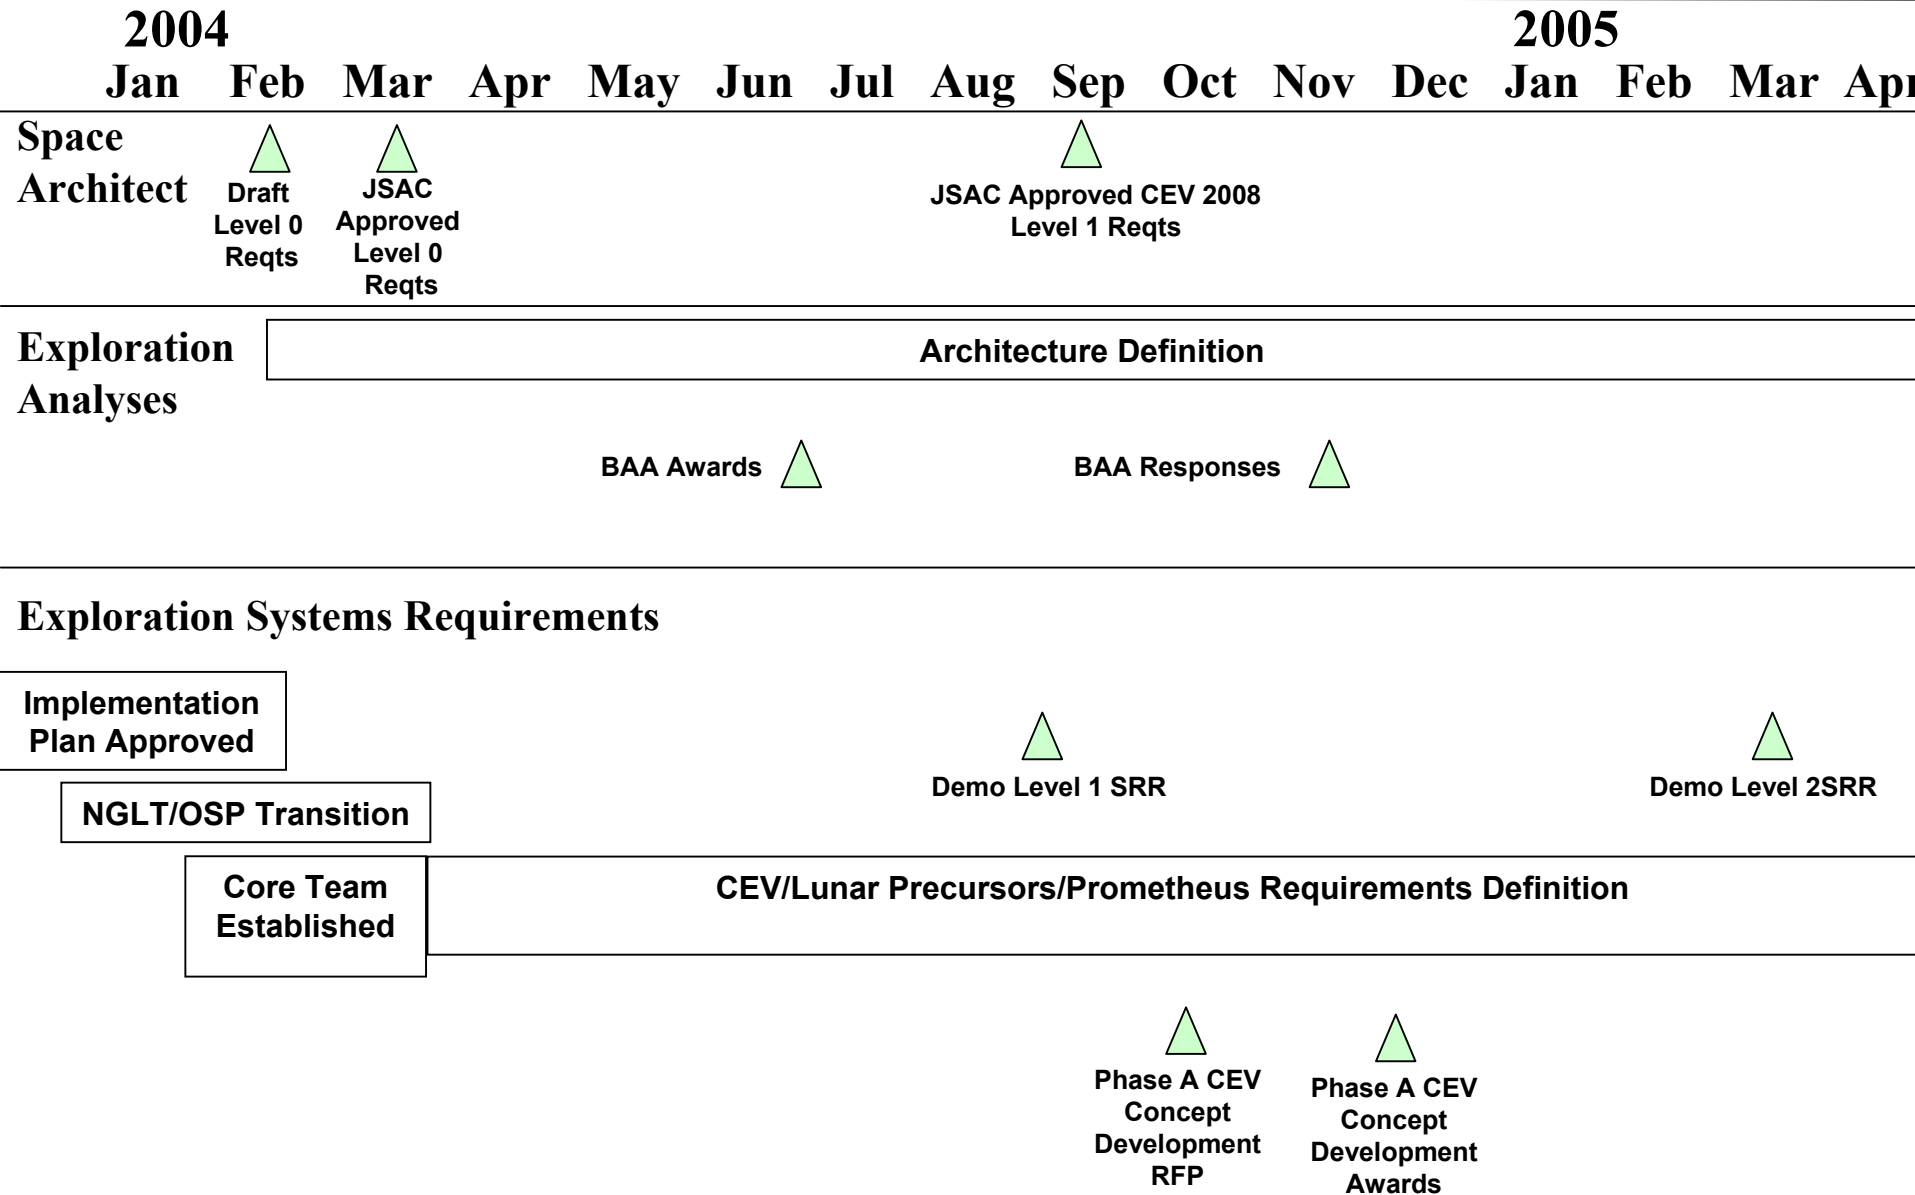 2004 2005
Jan Feb Mar Apr May Jun Jul Aug Sep Oct Nov Dec Jan Feb Mar Apr
Space
Architect
Draft
Level 0
Reqts
JSAC
Approved
Level 0
Reqts
JSAC Approved CEV 2008
Level 1 Reqts
Exploration
Analyses
Architecture Definition
BAA Awards
BAA Responses
Exploration Systems Requirements
Implementation
Plan Approved
Demo Level 1 SRR
Demo Level 2SRR
NGLT/OSP Transition
Core Team
Established
CEV/Lunar Precursors/Prometheus Requirements Definition
Phase A CEV
Concept
Development
RFP
Phase A CEV
Concept
Development
Awards